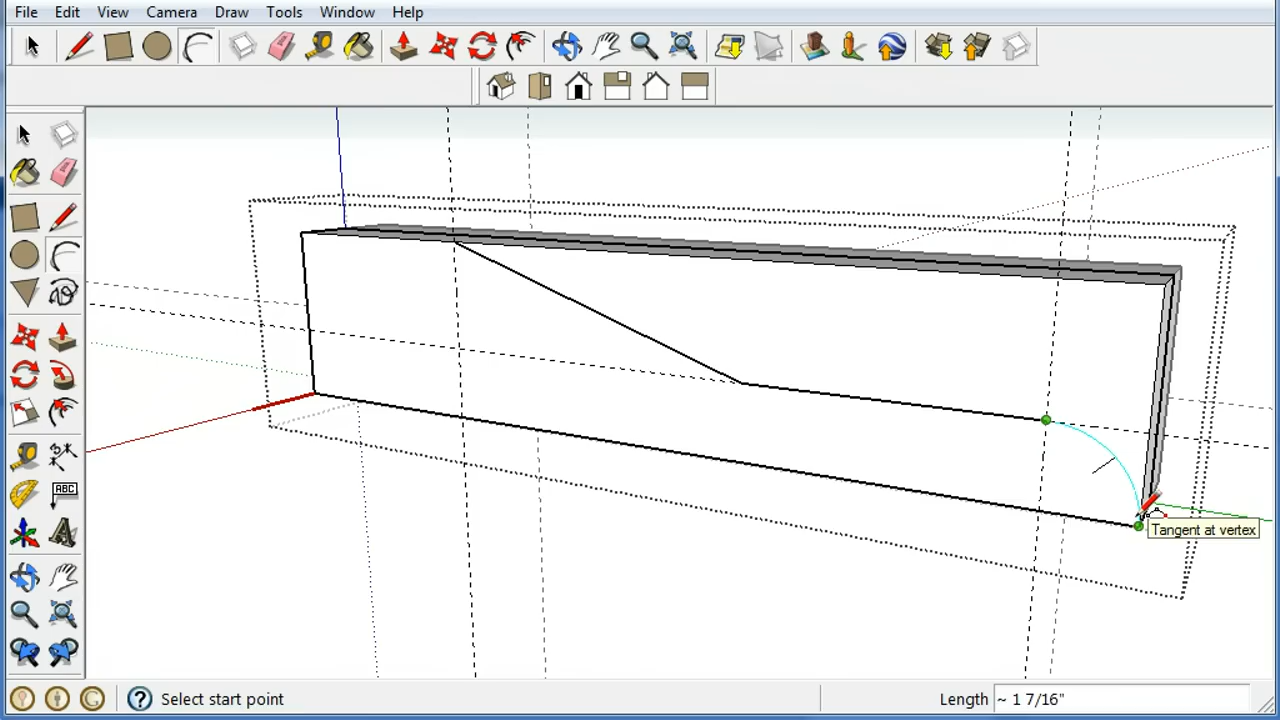 File Edit View Camera Draw Tools Window Help
ABC
A
Tangent at vertex
Select start point
Length ~ 1 7/16"